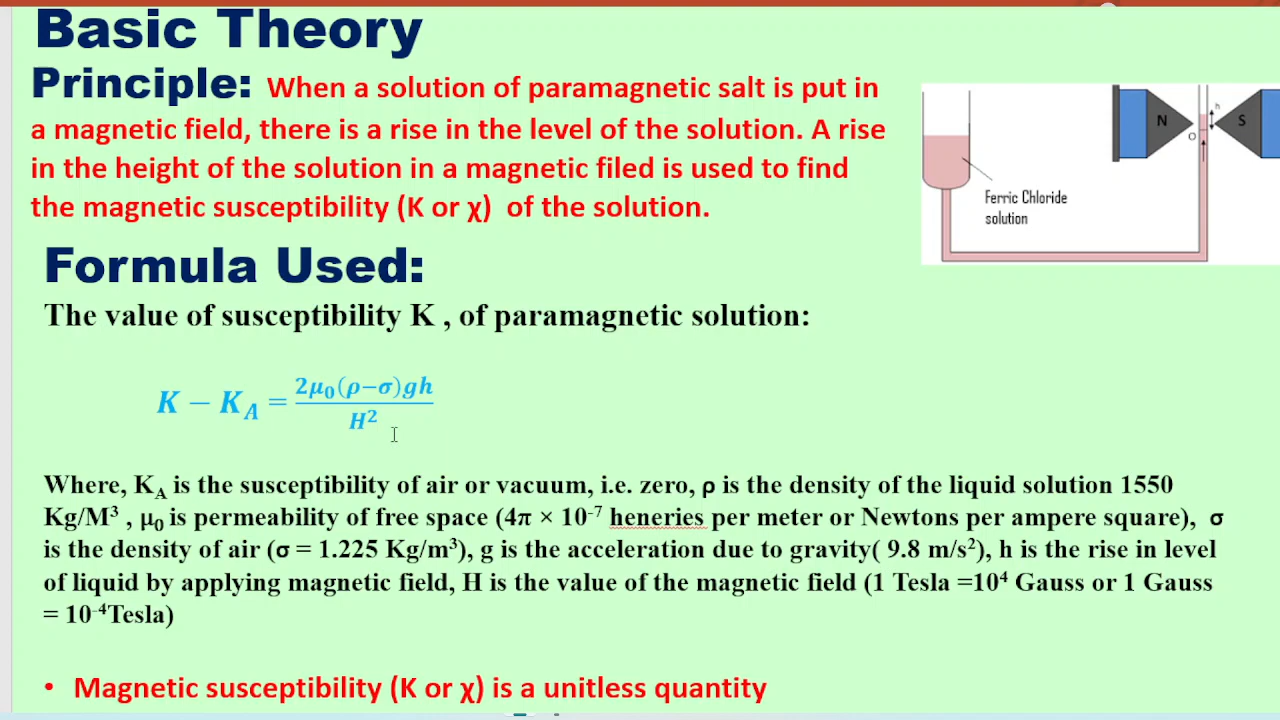 Basic Theory
Principle: When a solution of paramagnetic salt is put in
a magnetic field, there is a rise in the level of the solution. A rise
in the height of the solution in a magnetic filed is used to find
the magnetic susceptibility (K or χ) of the solution.
N
S
h
O
Ferric Chloride
solution
Formula Used:
The value of susceptibility K , of paramagnetic solution:
K − K_A = 2μ₀(ρ−σ)gh / H²
Where, K_A is the susceptibility of air or vacuum, i.e. zero, ρ is the density of the liquid solution 1550
Kg/M³ , μ₀ is permeability of free space (4π × 10⁻⁷ heneries per meter or Newtons per ampere square), σ
is the density of air (σ = 1.225 Kg/m³), g is the acceleration due to gravity( 9.8 m/s²), h is the rise in level
of liquid by applying magnetic field, H is the value of the magnetic field (1 Tesla =10⁴ Gauss or 1 Gauss
= 10⁻⁴Tesla)
• Magnetic susceptibility (K or χ) is a unitless quantity